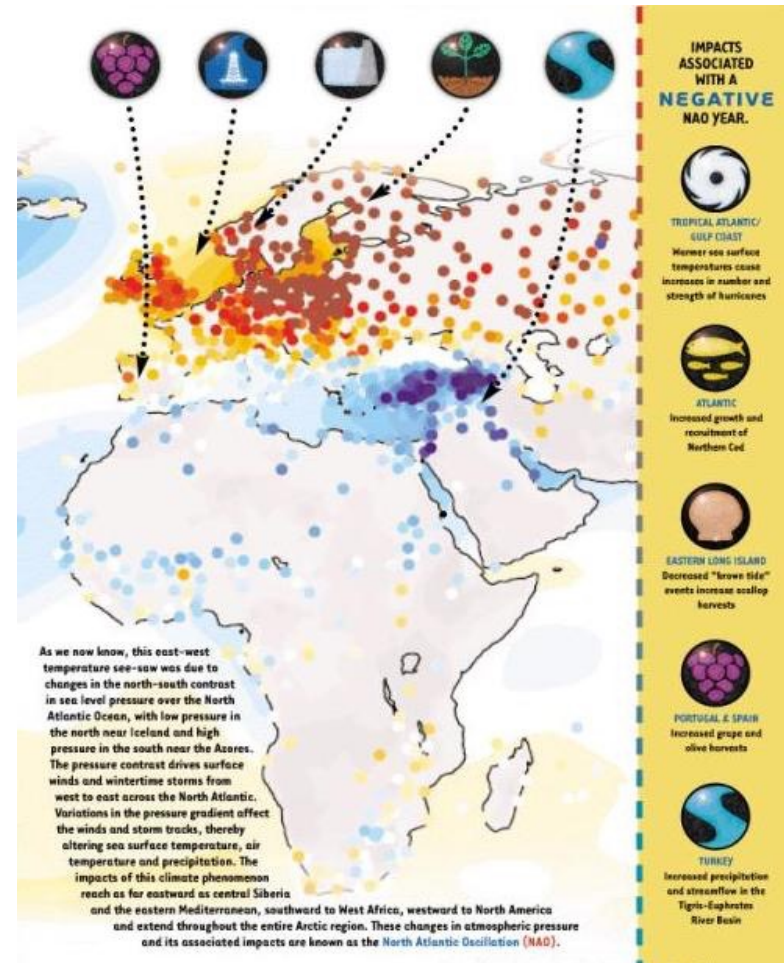 IMPACTS
ASSOCIATED
WITH A
NEGATIVE
NAO YEAR.
TROPICAL ATLANTIC/
GULF COAST
Warmer sea surface
temperatures cause
increases in number and
strength of hurricanes
ATLANTIC
Increased growth and
recruitment of
Northern Cod
EASTERN LONG ISLAND
Decreased "brown tide"
events increase scallop
harvests
PORTUGAL & SPAIN
Increased grape and
olive harvests
TURKEY
Increased precipitation
and streamflow in the
Tigris-Euphrates
River Basin
As we now know, this east-west
temperature see-saw was due to
changes in the north-south contrast
in sea level pressure over the North
Atlantic Ocean, with low pressure in
the north near Iceland and high
pressure in the south near the Azores.
The pressure contrast drives surface
winds and wintertime storms from
west to east across the North Atlantic.
Variations in the pressure gradient affect
the winds and storm tracks, thereby
altering sea surface temperature, air
temperature and precipitation. The
impacts of this climate phenomenon
reach as far eastward as central Siberia
and the eastern Mediterranean, southward to West Africa, westward to North America
and extend throughout the entire Arctic region. These changes in atmospheric pressure
and its associated impacts are known as the North Atlantic Oscillation (NAO).